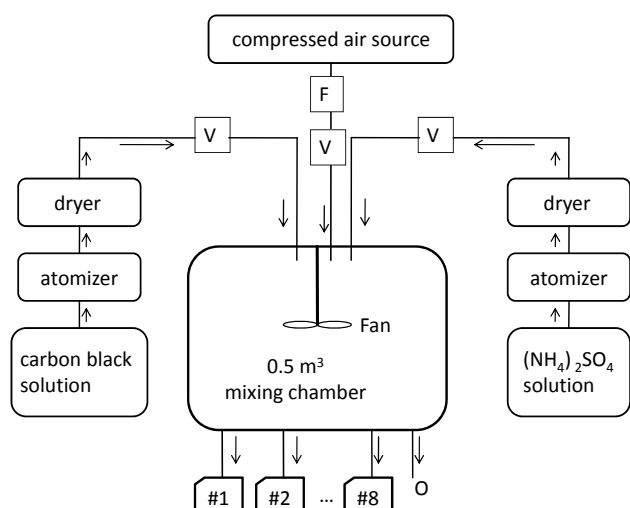 compressed air source
F
V
V
V
dryer
dryer
atomizer
atomizer
Fan
carbon black
solution
0.5 m³
mixing chamber
(NH₄)₂SO₄
solution
#1
#2
...
#8
O